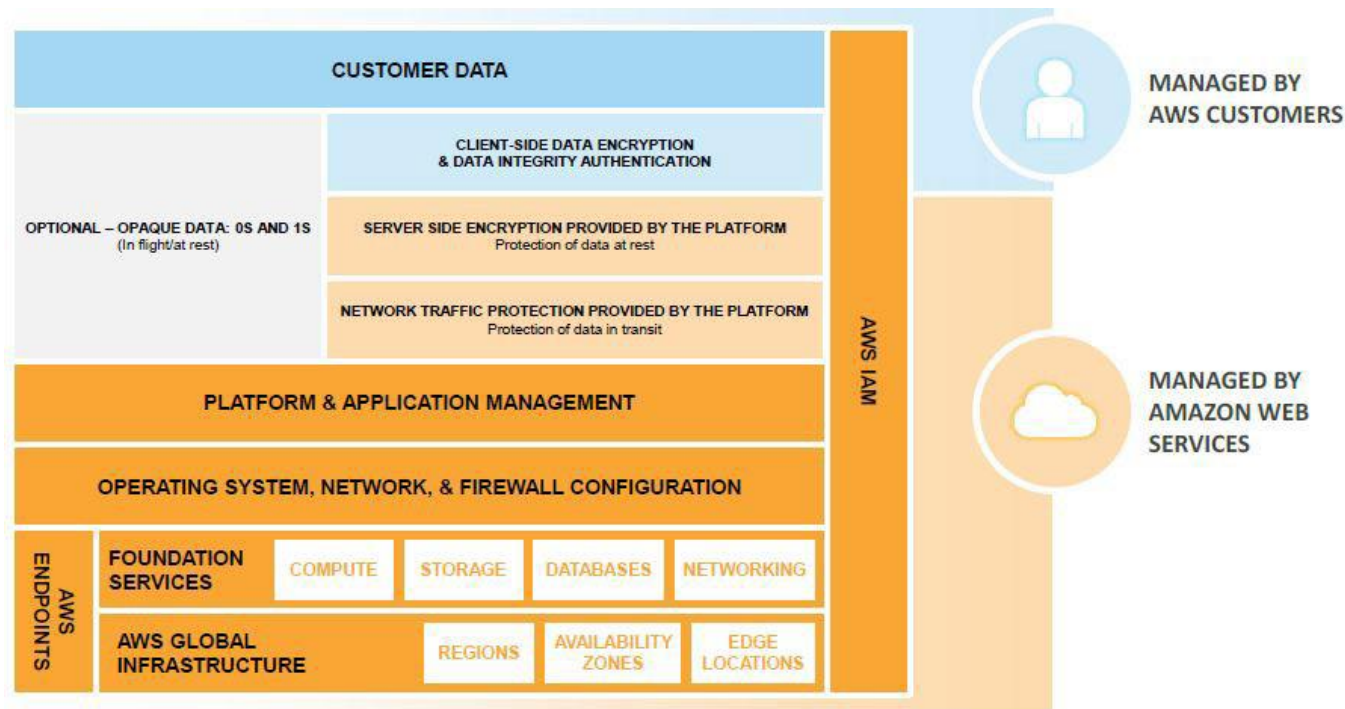 CUSTOMER DATA
CLIENT-SIDE DATA ENCRYPTION
& DATA INTEGRITY AUTHENTICATION
OPTIONAL – OPAQUE DATA: 0S AND 1S
(In flight/at rest)
SERVER SIDE ENCRYPTION PROVIDED BY THE PLATFORM
Protection of data at rest
NETWORK TRAFFIC PROTECTION PROVIDED BY THE PLATFORM
Protection of data in transit
PLATFORM & APPLICATION MANAGEMENT
OPERATING SYSTEM, NETWORK, & FIREWALL CONFIGURATION
AWS
ENDPOINTS
FOUNDATION
SERVICES
COMPUTE
STORAGE
DATABASES
NETWORKING
AWS GLOBAL
INFRASTRUCTURE
REGIONS
AVAILABILITY
ZONES
EDGE
LOCATIONS
AWS IAM
MANAGED BY
AWS CUSTOMERS
MANAGED BY
AMAZON WEB
SERVICES